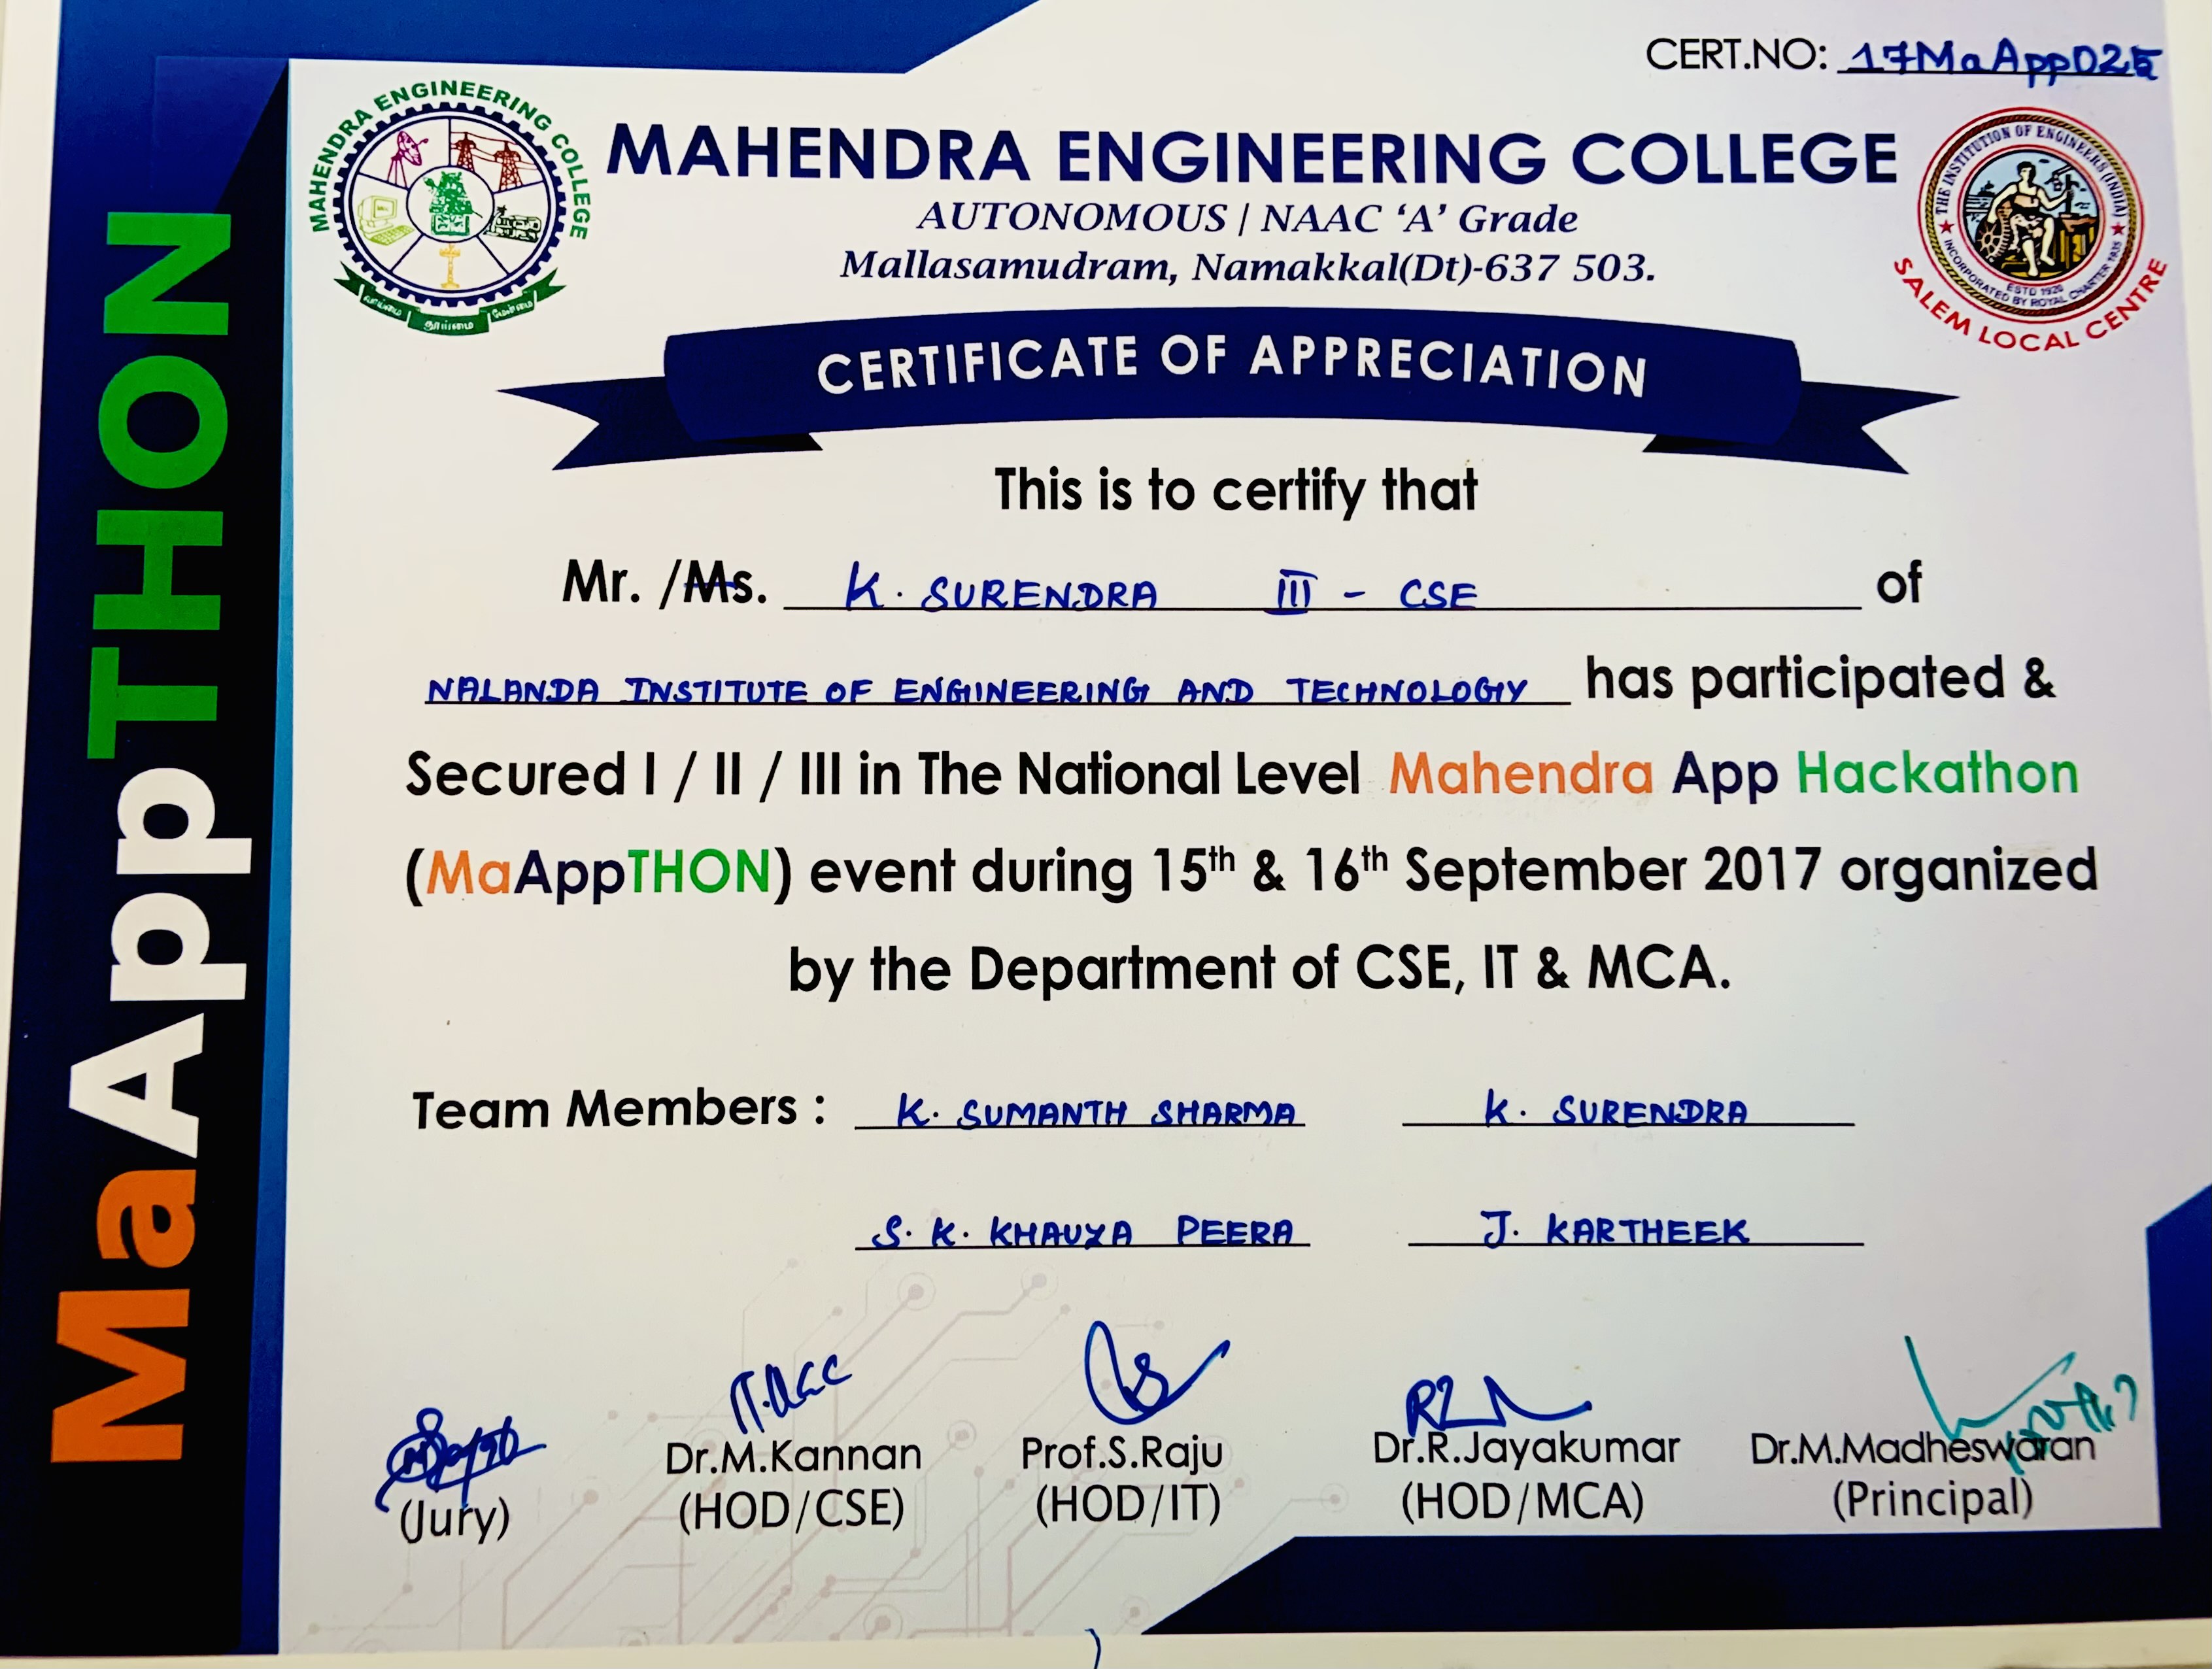 CERT.NO: 17MaApp025
MAHENDRA ENGINEERING COLLEGE
MAHENDRA ENGINEERING COLLEGE
AUTONOMOUS / NAAC ‘A’ Grade
Mallasamudram, Namakkal(Dt)-637 503.
வாய்மை தூய்மை மேன்மை
THE INSTITUTION OF ENGINEERS (INDIA)
ESTD 1920
INCORPORATED BY ROYAL CHARTER 1935
SALEM LOCAL CENTRE
CERTIFICATE OF APPRECIATION
MaAppTHON
This is to certify that
Mr. /Ms. K. SURENDRA III - CSE of
NALANDA INSTITUTE OF ENGINEERING AND TECHNOLOGY has participated &
Secured I / II / III in The National Level Mahendra App Hackathon
(MaAppTHON) event during 15th & 16th September 2017 organized
by the Department of CSE, IT & MCA.
Team Members : K. SUMANTH SHARMA K. SURENDRA
S. K. KHAUZA PEERA J. KARTHEEK
Dr.M.Kannan Prof.S.Raju Dr.R.Jayakumar Dr.M.Madheswaran
(Jury) (HOD/CSE) (HOD/IT) (HOD/MCA) (Principal)